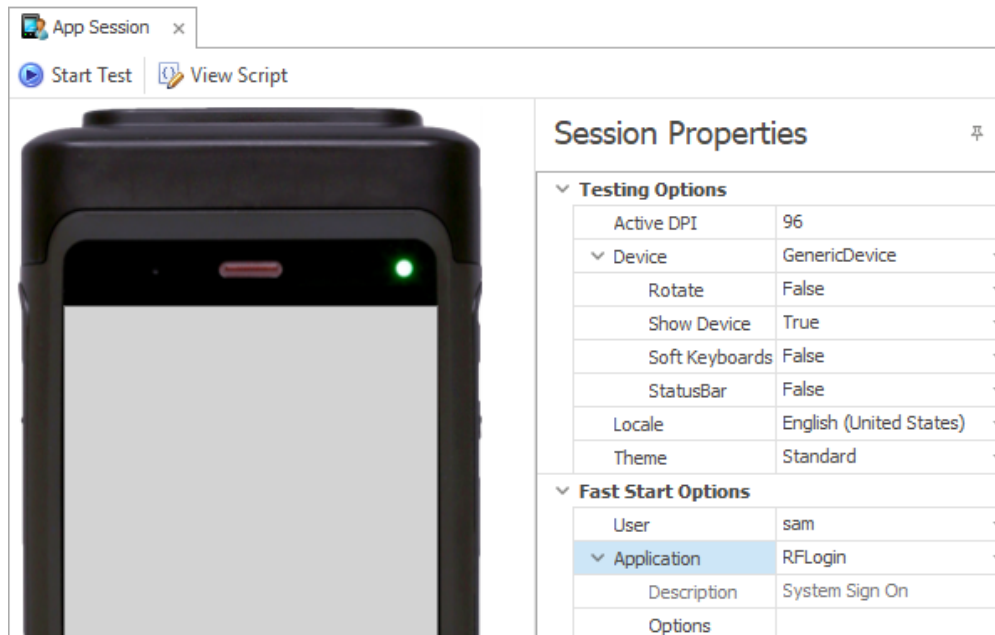 App Session
Start Test View Script
Session Properties
Testing Options
Active DPI 96
Device GenericDevice
Rotate False
Show Device True
Soft Keyboards False
StatusBar False
Locale English (United States)
Theme Standard
Fast Start Options
User sam
Application RFLogin
Description System Sign On
Options